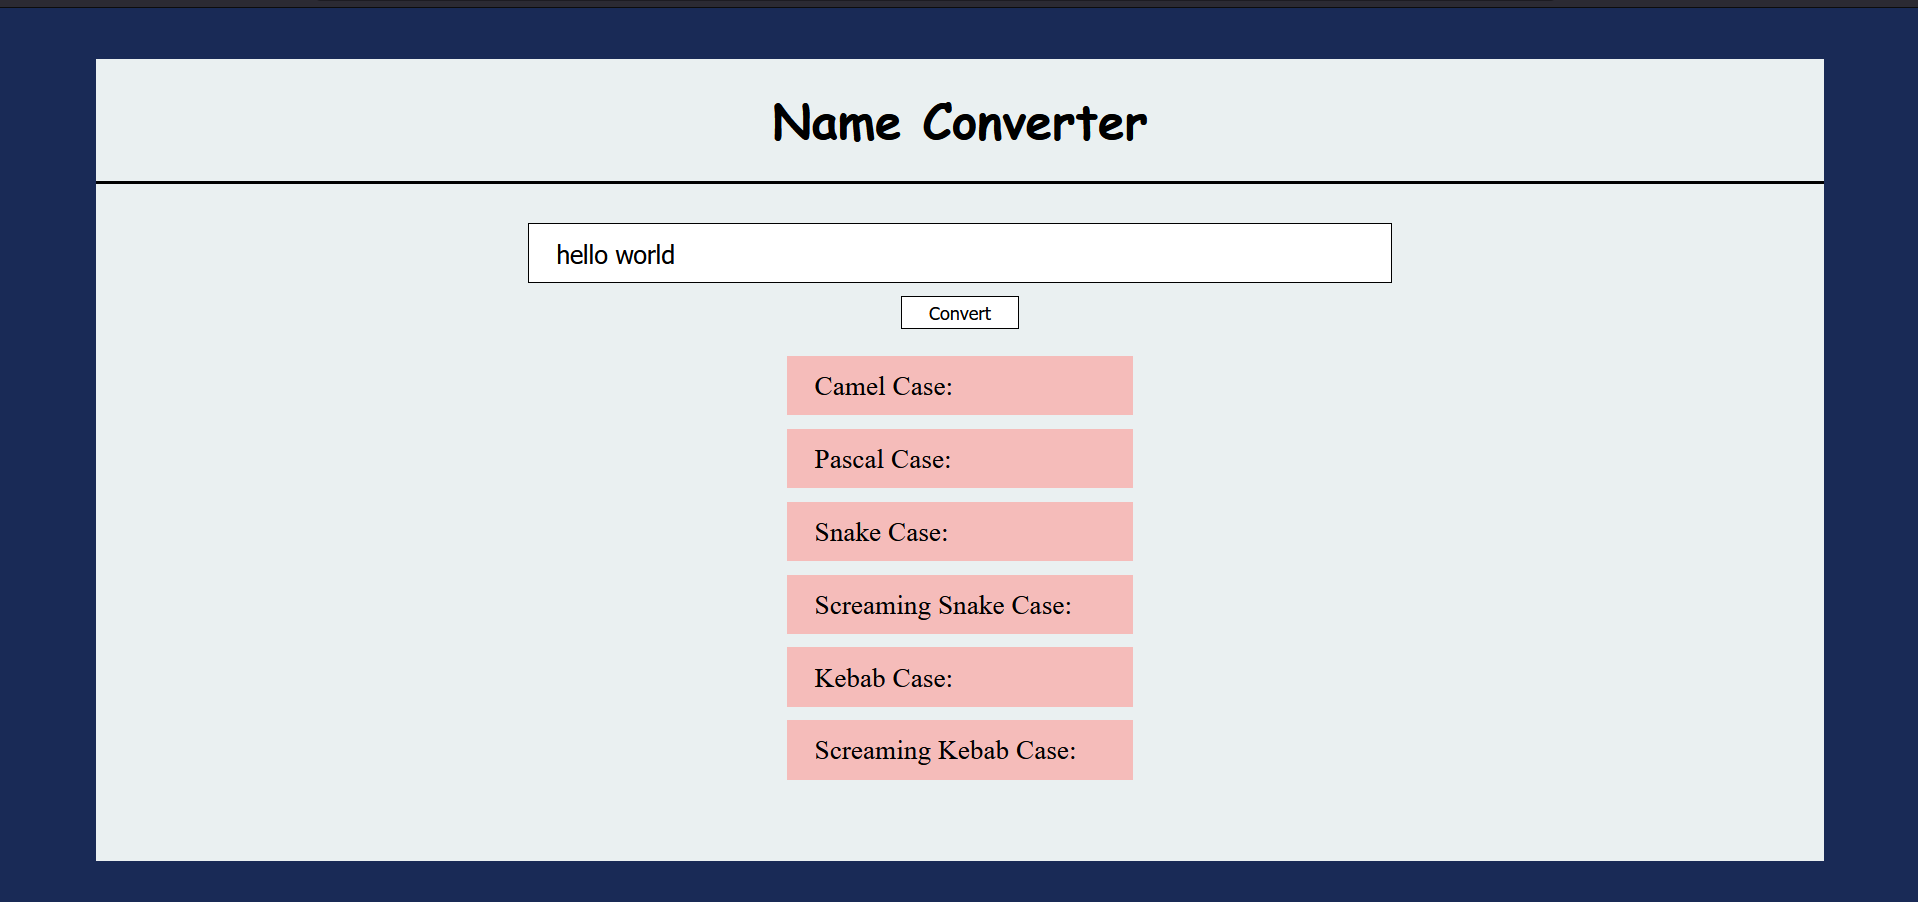 Name Converter
hello world
Convert
Camel Case:
Pascal Case:
Snake Case:
Screaming Snake Case:
Kebab Case:
Screaming Kebab Case: